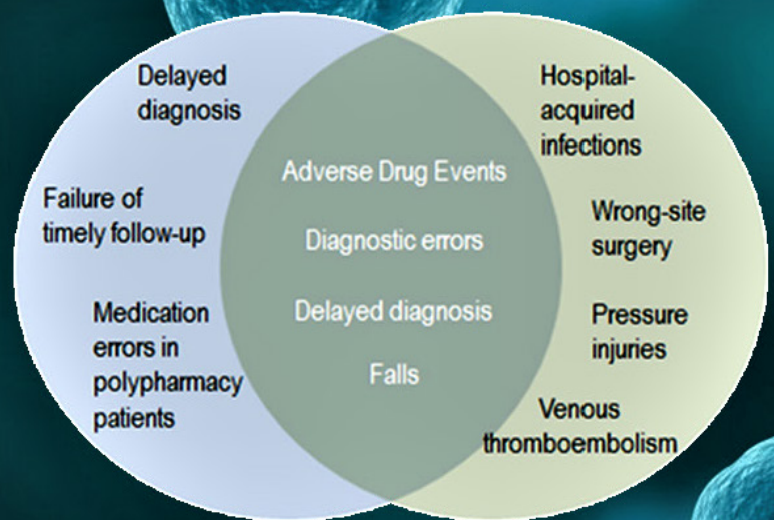 Delayed
diagnosis
Failure of
timely follow-up
Medication
errors in
polypharmacy
patients
Adverse Drug Events
Diagnostic errors
Delayed diagnosis
Falls
Hospital-
acquired
infections
Wrong-site
surgery
Pressure
injuries
Venous
thromboembolism